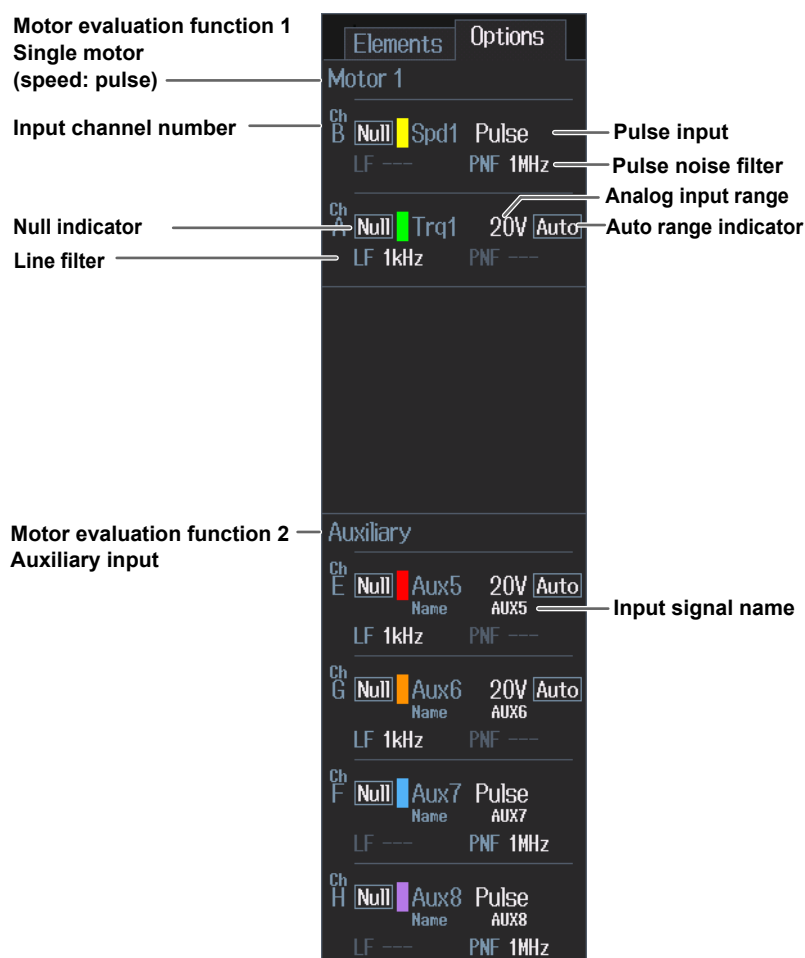 Motor evaluation function 1
Single motor
(speed: pulse)
Elements Options
Motor 1
Input channel number
Ch
B Null Spd1 Pulse
Pulse input
LF --- PNF 1MHz
Pulse noise filter
Analog input range
Ch
A Null Trq1 20V Auto
Null indicator
Auto range indicator
Line filter
LF 1kHz PNF ---
Motor evaluation function 2
Auxiliary input
Auxiliary
Ch
E Null Aux5 20V Auto
Name AUX5
Input signal name
LF 1kHz PNF ---
Ch
G Null Aux6 20V Auto
Name AUX6
LF 1kHz PNF ---
Ch
F Null Aux7 Pulse
Name AUX7
LF --- PNF 1MHz
Ch
H Null Aux8 Pulse
Name AUX8
LF --- PNF 1MHz